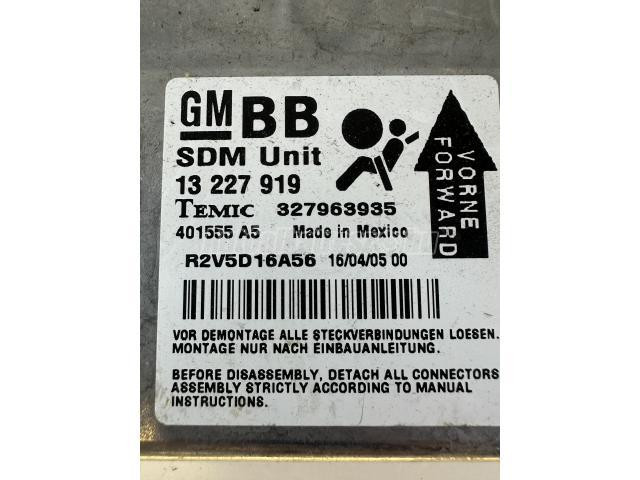 GM BB
SDM Unit
13 227 919
TEMIC 327963935
401555 A5 Made in Mexico
R2V5D16A56 16/04/05 00
VORNE
FORWARD
VOR DEMONTAGE ALLE STECKVERBINDUNGEN LOESEN.
MONTAGE NUR NACH EINBAUANLEITUNG.
BEFORE DISASSEMBLY, DETACH ALL CONNECTORS
ASSEMBLY STRICTLY ACCORDING TO MANUAL
INSTRUCTIONS.